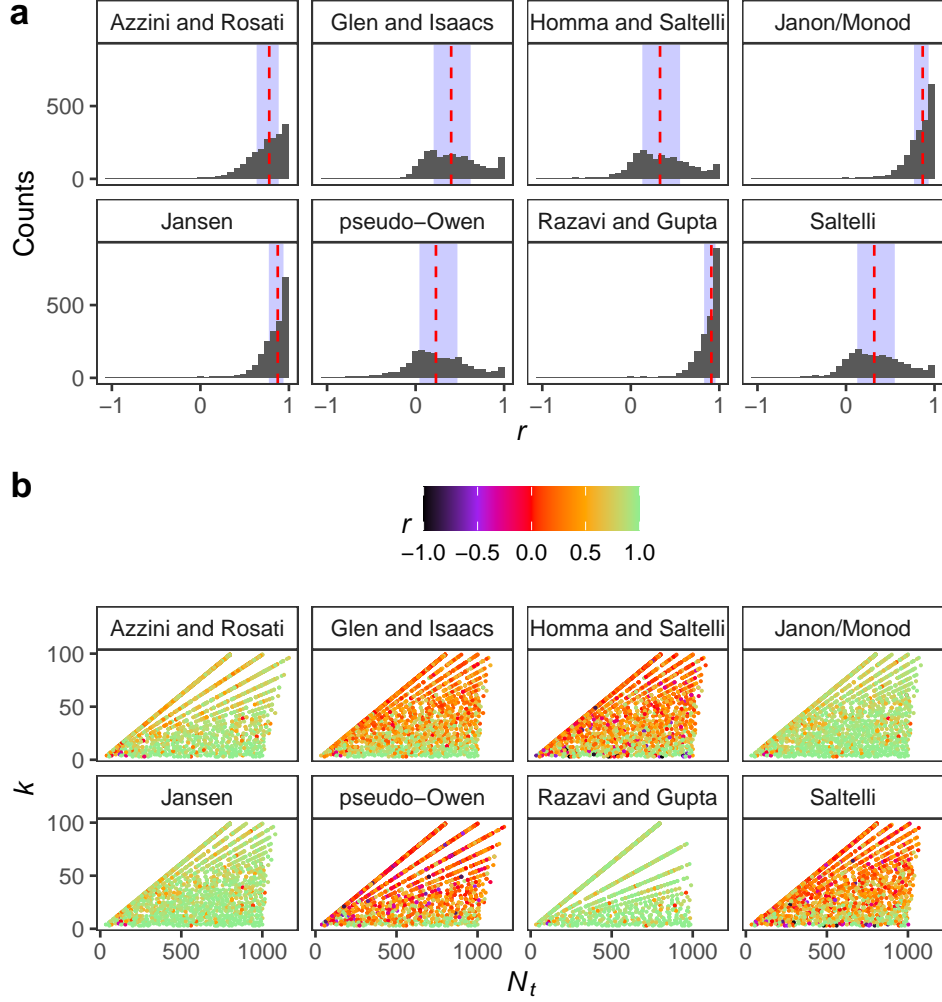 a
Azzini and Rosati Glen and Isaacs Homma and Saltelli Janon/Monod
500
0
Jansen pseudo−Owen Razavi and Gupta Saltelli
500
0
Counts
−1 0 1 −1 0 1 −1 0 1 −1 0 1
r
b
r
−1.0 −0.5 0.0 0.5 1.0
Azzini and Rosati Glen and Isaacs Homma and Saltelli Janon/Monod
100
50
0
k
Jansen pseudo−Owen Razavi and Gupta Saltelli
100
50
0
0 500 1000 0 500 1000 0 500 1000 0 500 1000
N t